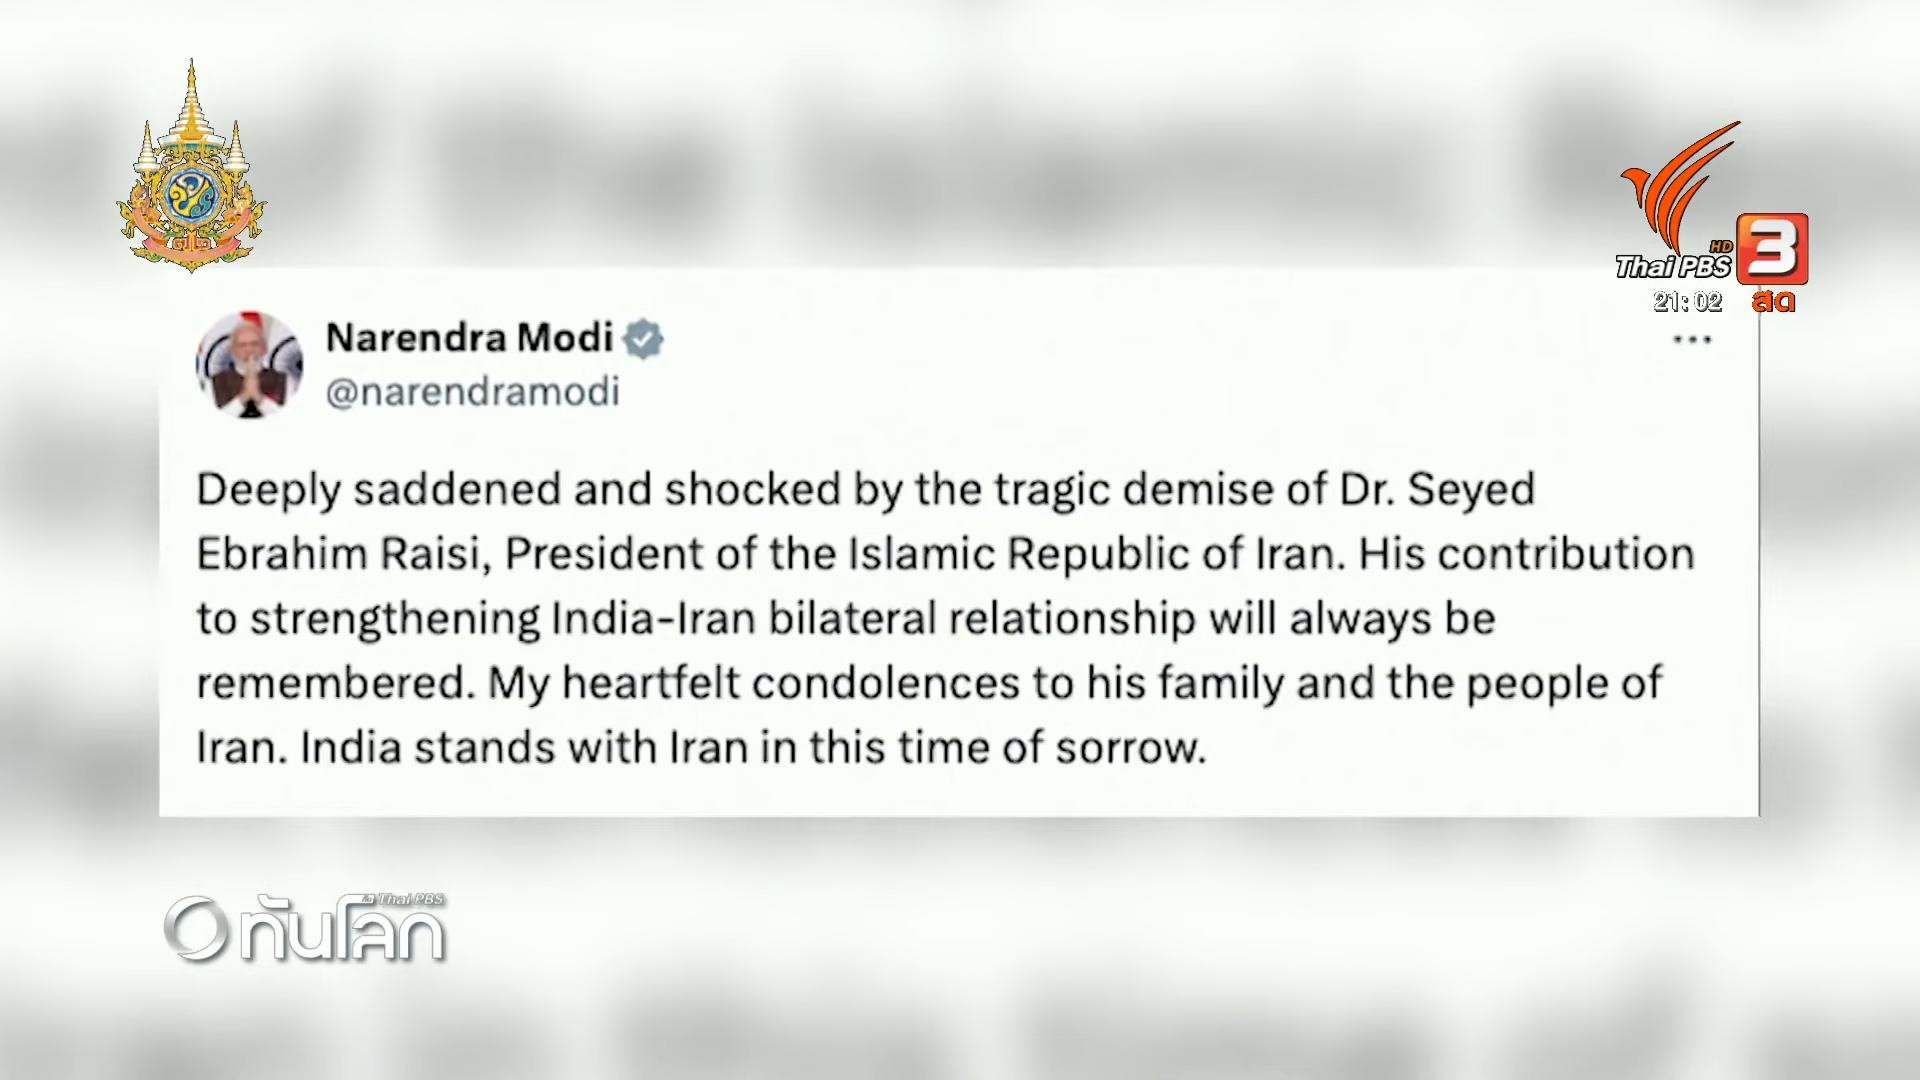 HD
Thai PBS 3
21:02 สด
Narendra Modi
@narendramodi
Deeply saddened and shocked by the tragic demise of Dr. Seyed
Ebrahim Raisi, President of the Islamic Republic of Iran. His contribution
to strengthening India-Iran bilateral relationship will always be
remembered. My heartfelt condolences to his family and the people of
Iran. India stands with Iran in this time of sorrow.
Thai PBS
ทันโลก